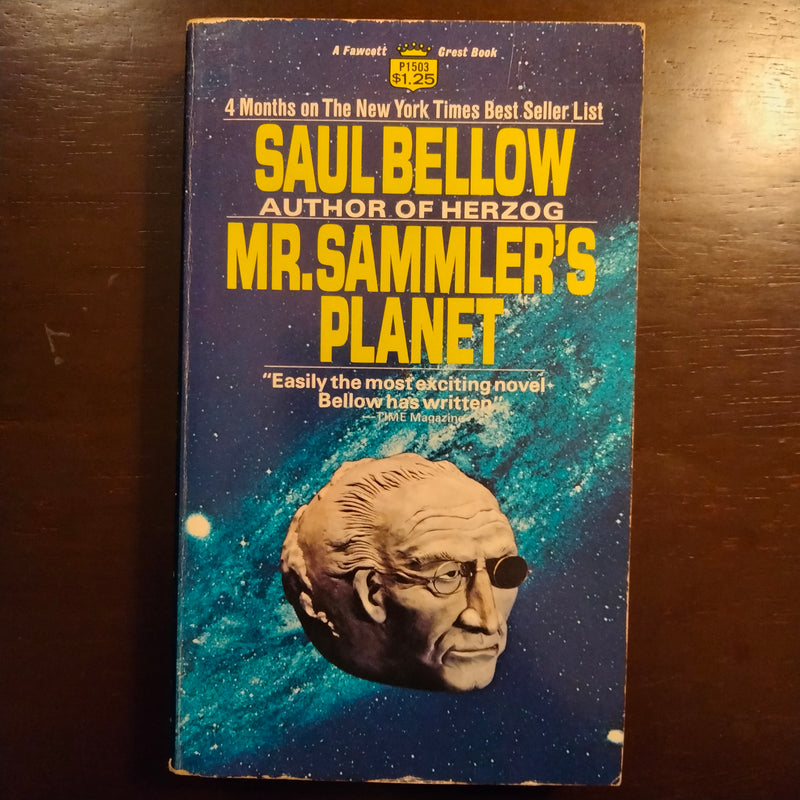 A Fawcett Crest Book
P1503
$1.25
4 Months on The New York Times Best Seller List
SAUL BELLOW
AUTHOR OF HERZOG
MR. SAMMLER'S
PLANET
"Easily the most exciting novel
Bellow has written"
—TIME Magazine